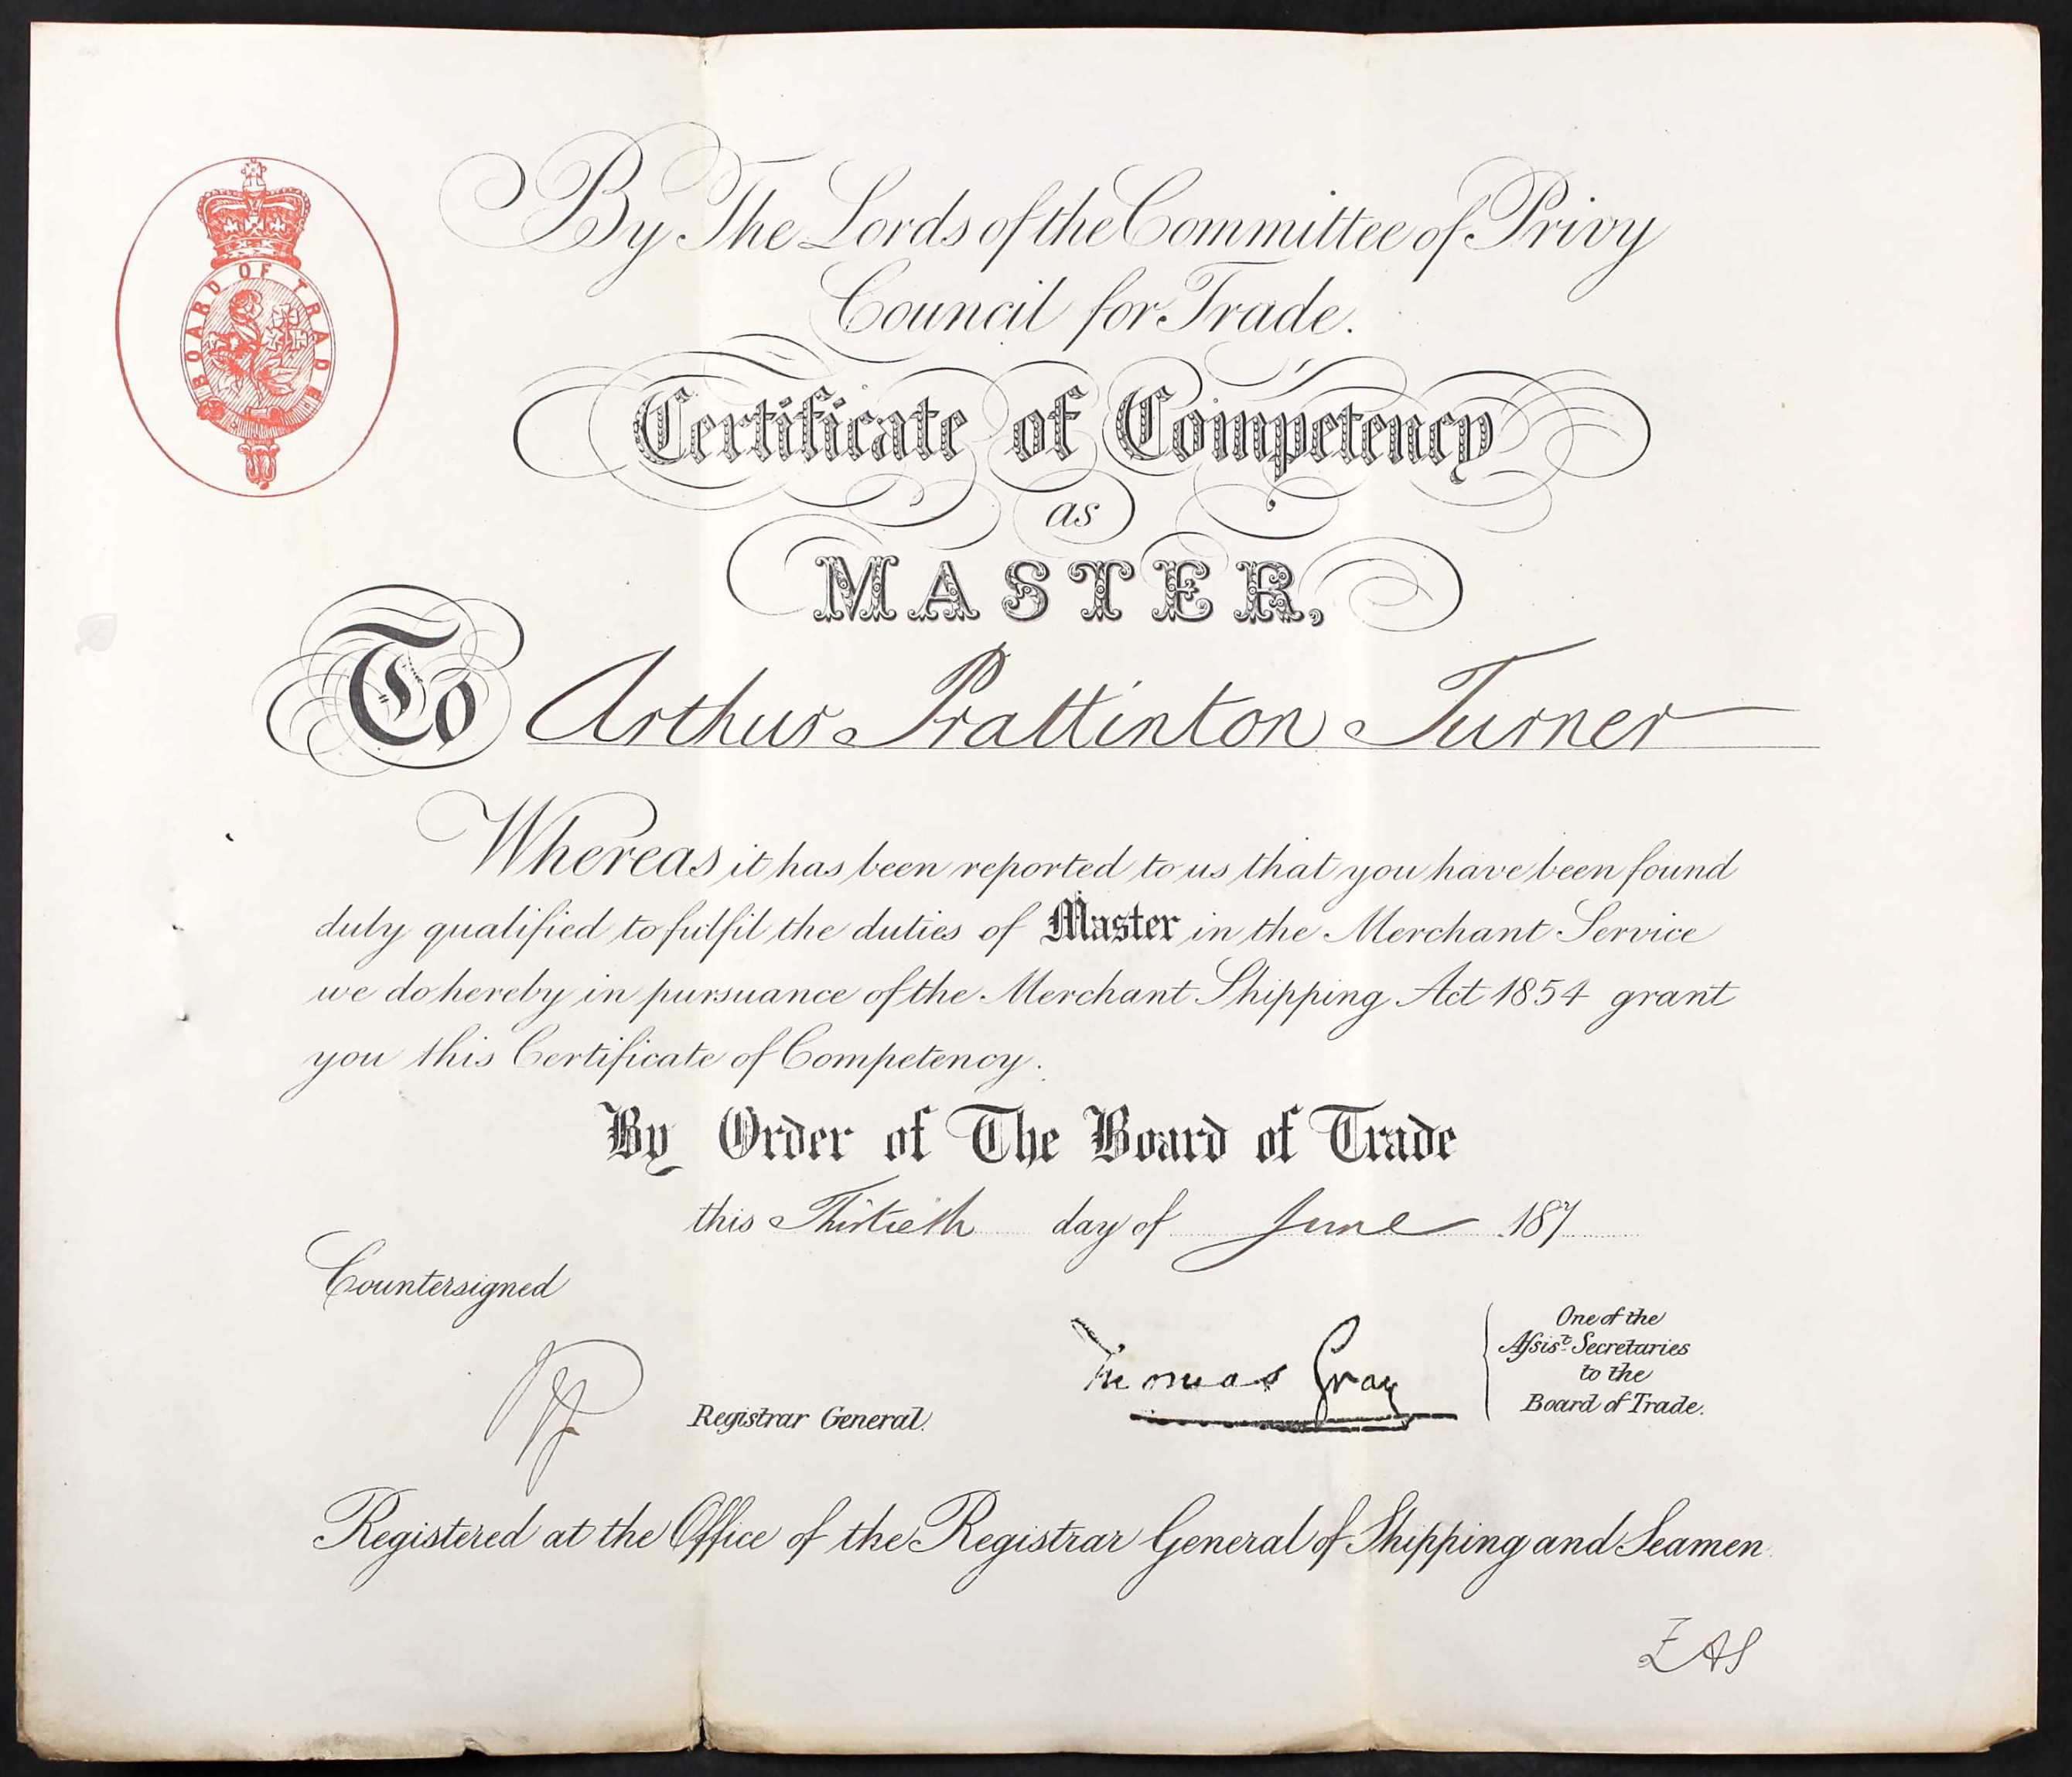 BOARD OF TRADE
By The Lords of the Committee of Privy
Council for Trade.
Certificate of Competency
as
MASTER,
To Arthur Prattinton Turner
Whereas it has been reported to us that you have been found
duly qualified to fulfil the duties of Master in the Merchant Service
we do hereby in pursuance of the Merchant Shipping Act 1854 grant
you this Certificate of Competency.
By Order of The Board of Trade
this Thirtieth day of June 187
Countersigned
Registrar General.
Thomas Gray
One of the
Assist. Secretaries
to the
Board of Trade.
Registered at the Office of the Registrar General of Shipping and Seamen